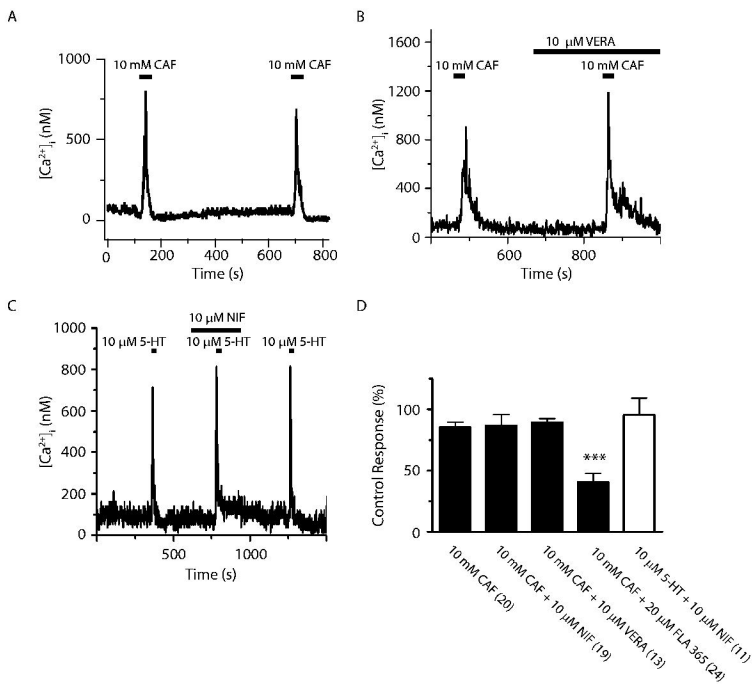 A
1000
750
500
250
0
[Ca²⁺]ᵢ (nM)
10 mM CAF
10 mM CAF
0 200 400 600 800
Time (s)
B
10 μM VERA
1600
1200
800
400
0
[Ca²⁺]ᵢ (nM)
10 mM CAF
10 mM CAF
600 800
Time (s)
C
10 μM NIF
1000
800
600
400
200
0
[Ca²⁺]ᵢ (nM)
10 μM 5-HT
10 μM 5-HT
10 μM 5-HT
500 1000
Time (s)
D
100
50
0
Control Response (%)
***
10 mM CAF (20)
10 mM CAF + 10 μM NIF (19)
10 mM CAF + 10 μM VERA (13)
10 mM CAF + 20 μM FLA 365 (24)
10 μM 5-HT + 10 μM NIF (11)